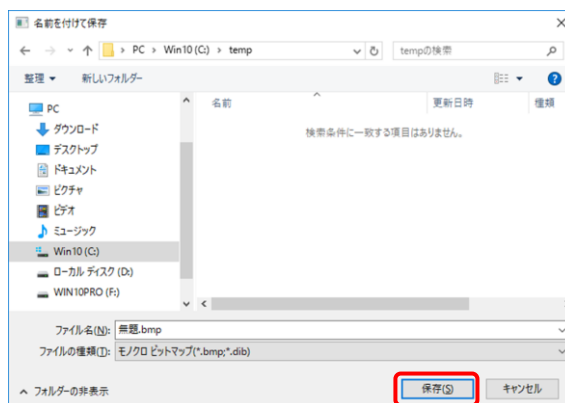 名前を付けて保存
PC > Win10 (C:) > temp
tempの検索
整理 新しいフォルダー
PC
ダウンロード
デスクトップ
ドキュメント
ピクチャ
ビデオ
ミュージック
Win10 (C:)
ローカル ディスク (D:)
WIN10PRO (F:)
名前 更新日時 種類
検索条件に一致する項目はありません。
ファイル名(N): 無題.bmp
ファイルの種類(T): モノクロ ビットマップ(*.bmp;*.dib)
フォルダーの非表示
保存(S) キャンセル